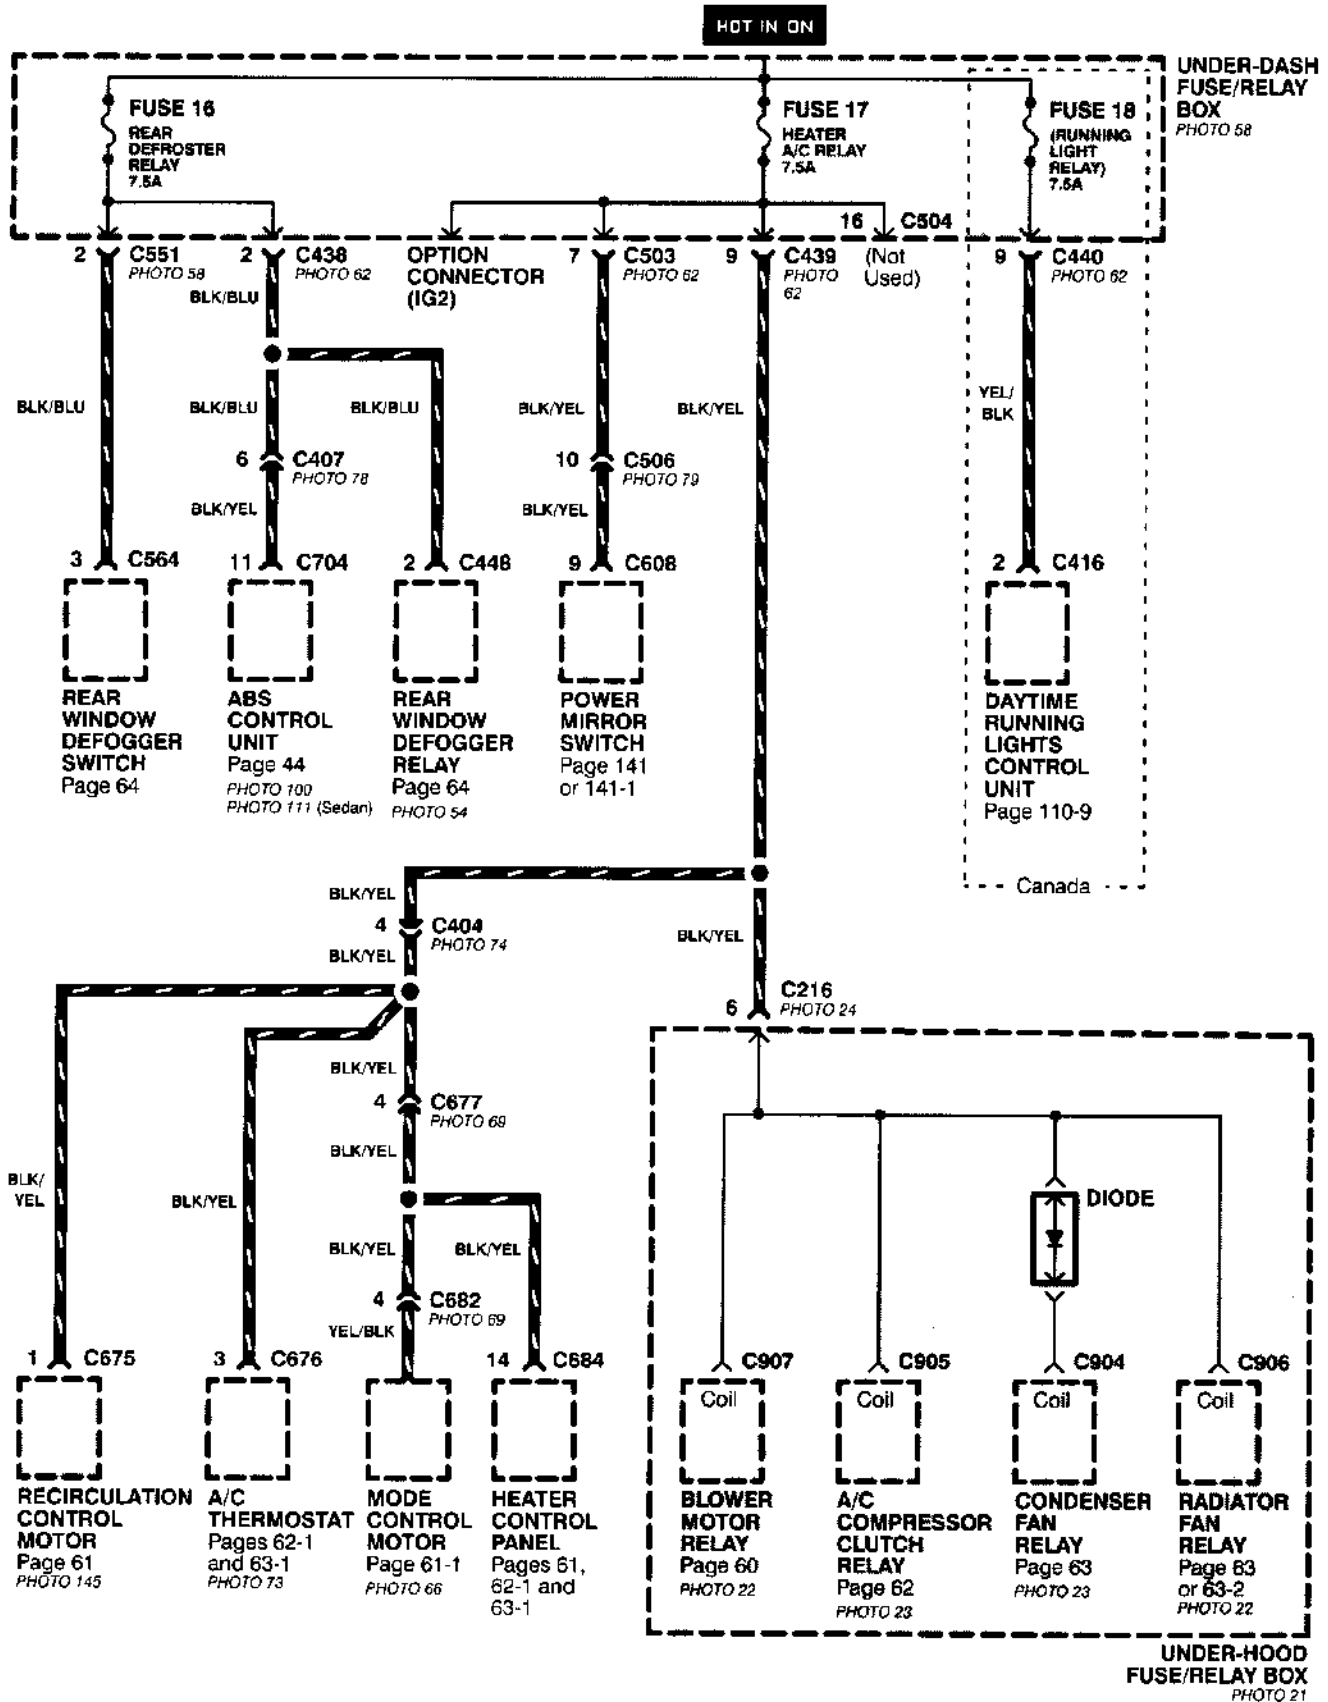 HOT IN ON
UNDER-DASH
FUSE/RELAY
BOX
PHOTO 58
FUSE 16
REAR
DEFROSTER
RELAY
7.5A
FUSE 17
HEATER
A/C RELAY
7.5A
FUSE 18
(RUNNING
LIGHT
RELAY)
7.5A
2 C551
PHOTO 58
2 C438
PHOTO 62
OPTION
CONNECTOR
(IG2)
7 C503
PHOTO 62
9 C439
PHOTO
62
16 C504
(Not
Used)
9 C440
PHOTO 62
BLK/BLU
BLK/BLU
BLK/BLU
BLK/BLU
BLK/YEL
BLK/YEL
YEL/
BLK
6 C407
PHOTO 78
10 C506
PHOTO 79
BLK/YEL
BLK/YEL
3 C564
11 C704
2 C448
9 C608
2 C416
REAR
WINDOW
DEFOGGER
SWITCH
Page 64
ABS
CONTROL
UNIT
Page 44
PHOTO 100
PHOTO 111 (Sedan)
REAR
WINDOW
DEFOGGER
RELAY
Page 64
PHOTO 54
POWER
MIRROR
SWITCH
Page 141
or 141-1
DAYTIME
RUNNING
LIGHTS
CONTROL
UNIT
Page 110-9
Canada
BLK/YEL
4 C404
PHOTO 74
BLK/YEL
BLK/YEL
6 C216
PHOTO 24
BLK/YEL
4 C677
PHOTO 69
BLK/YEL
BLK/
YEL
BLK/YEL
BLK/YEL
BLK/YEL
4 C682
PHOTO 69
YEL/BLK
DIODE
1 C675
3 C676
14 C684
C907
C905
C904
C906
Coil
Coil
Coil
Coil
RECIRCULATION
CONTROL
MOTOR
Page 61
PHOTO 145
A/C
THERMOSTAT
Pages 62-1
and 63-1
PHOTO 73
MODE
CONTROL
MOTOR
Page 61-1
PHOTO 66
HEATER
CONTROL
PANEL
Pages 61,
62-1 and
63-1
BLOWER
MOTOR
RELAY
Page 60
PHOTO 22
A/C
COMPRESSOR
CLUTCH
RELAY
Page 62
PHOTO 23
CONDENSER
FAN
RELAY
Page 63
PHOTO 23
RADIATOR
FAN
RELAY
Page 63
or 63-2
PHOTO 22
UNDER-HOOD
FUSE/RELAY BOX
PHOTO 21